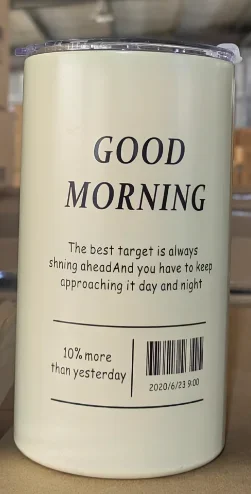 GOOD
MORNING
The best target is always
shning aheadAnd you have to keep
approaching it day and night
10% more
than yesterday
2020/6/23 9:00